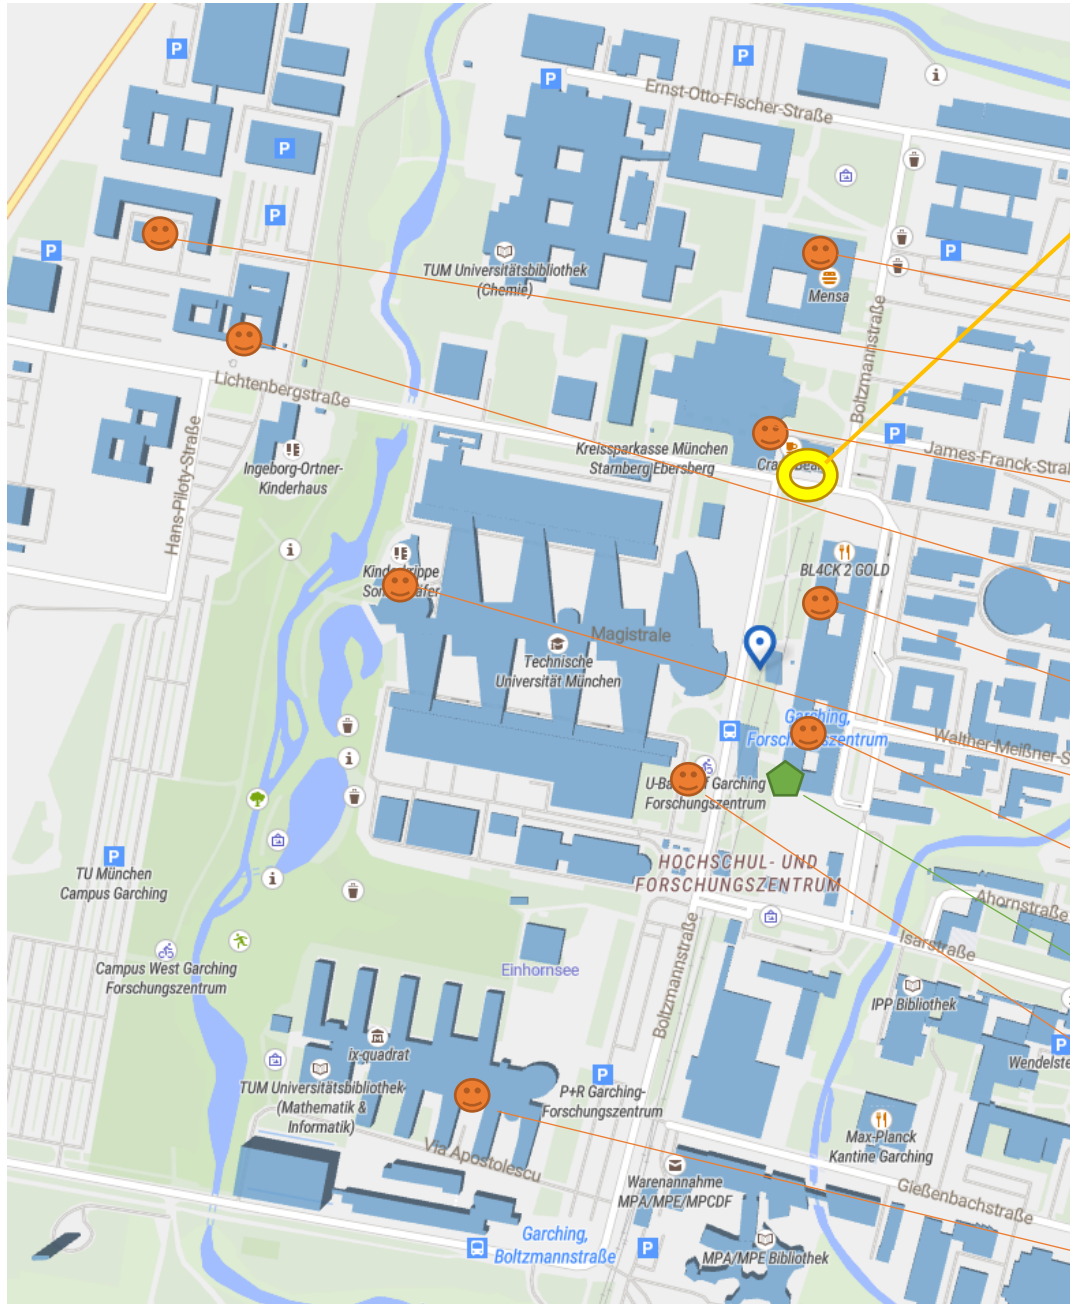 P
P
i
P
Ernst-Otto-Fischer-Straße
P
P
P
P
TUM Universitätsbibliothek
(Chemie)
Mensa
Boltzmannstraße
Lichtenbergstraße
Hans-Piloty-Straße
Ingeborg-Ortner-
Kinderhaus
Kreissparkasse München
Starnberg Ebersberg
P
James-Franck-Straß
i
BL4CK 2 GOLD
Magistrale
Technische
Universität München
Garching,
Forschungszentrum
Walther-Meißner-S
Garching
Forschungszentrum
i
P
TU München
Campus Garching
i
HOCHSCHUL- UND
FORSCHUNGSZENTRUM
Ahornstraße
Isarstraße
Campus West Garching
Forschungszentrum
Einhornsee
Boltzmannstraße
IPP Bibliothek
P
Wendelste
ix-quadrat
TUM Universitätsbibliothek
(Mathematik &
Informatik)
P
P+R Garching-
Forschungszentrum
Max-Planck
Kantine Garching
Via Apostolescu
Warenannahme
MPA/MPE/MPCDF
Gießenbachstraße
Garching,
Boltzmannstraße
P
MPA/MPE Bibliothek